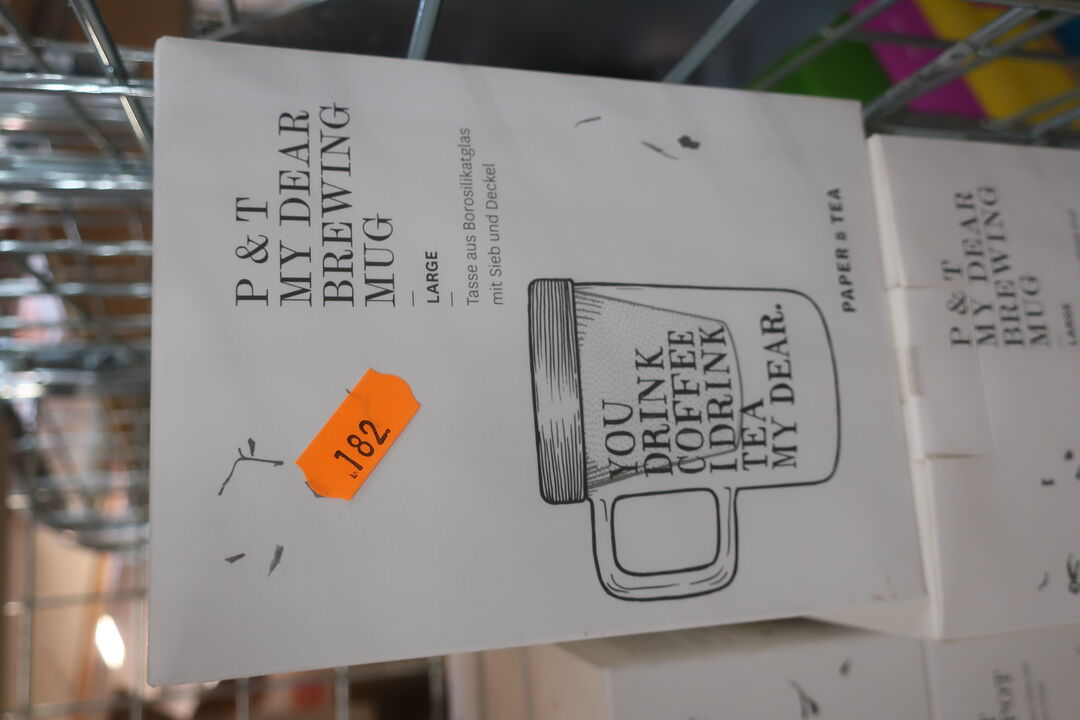 P & T
MY DEAR
BREWING
MUG
LARGE
Tasse aus Borosilikatglas
mit Sieb und Deckel
182
YOU
DRINK
COFFEE
I DRINK
TEA
MY DEAR.
PAPER & TEA
P & T
MY DEAR
BREWING
MUG
LARGE